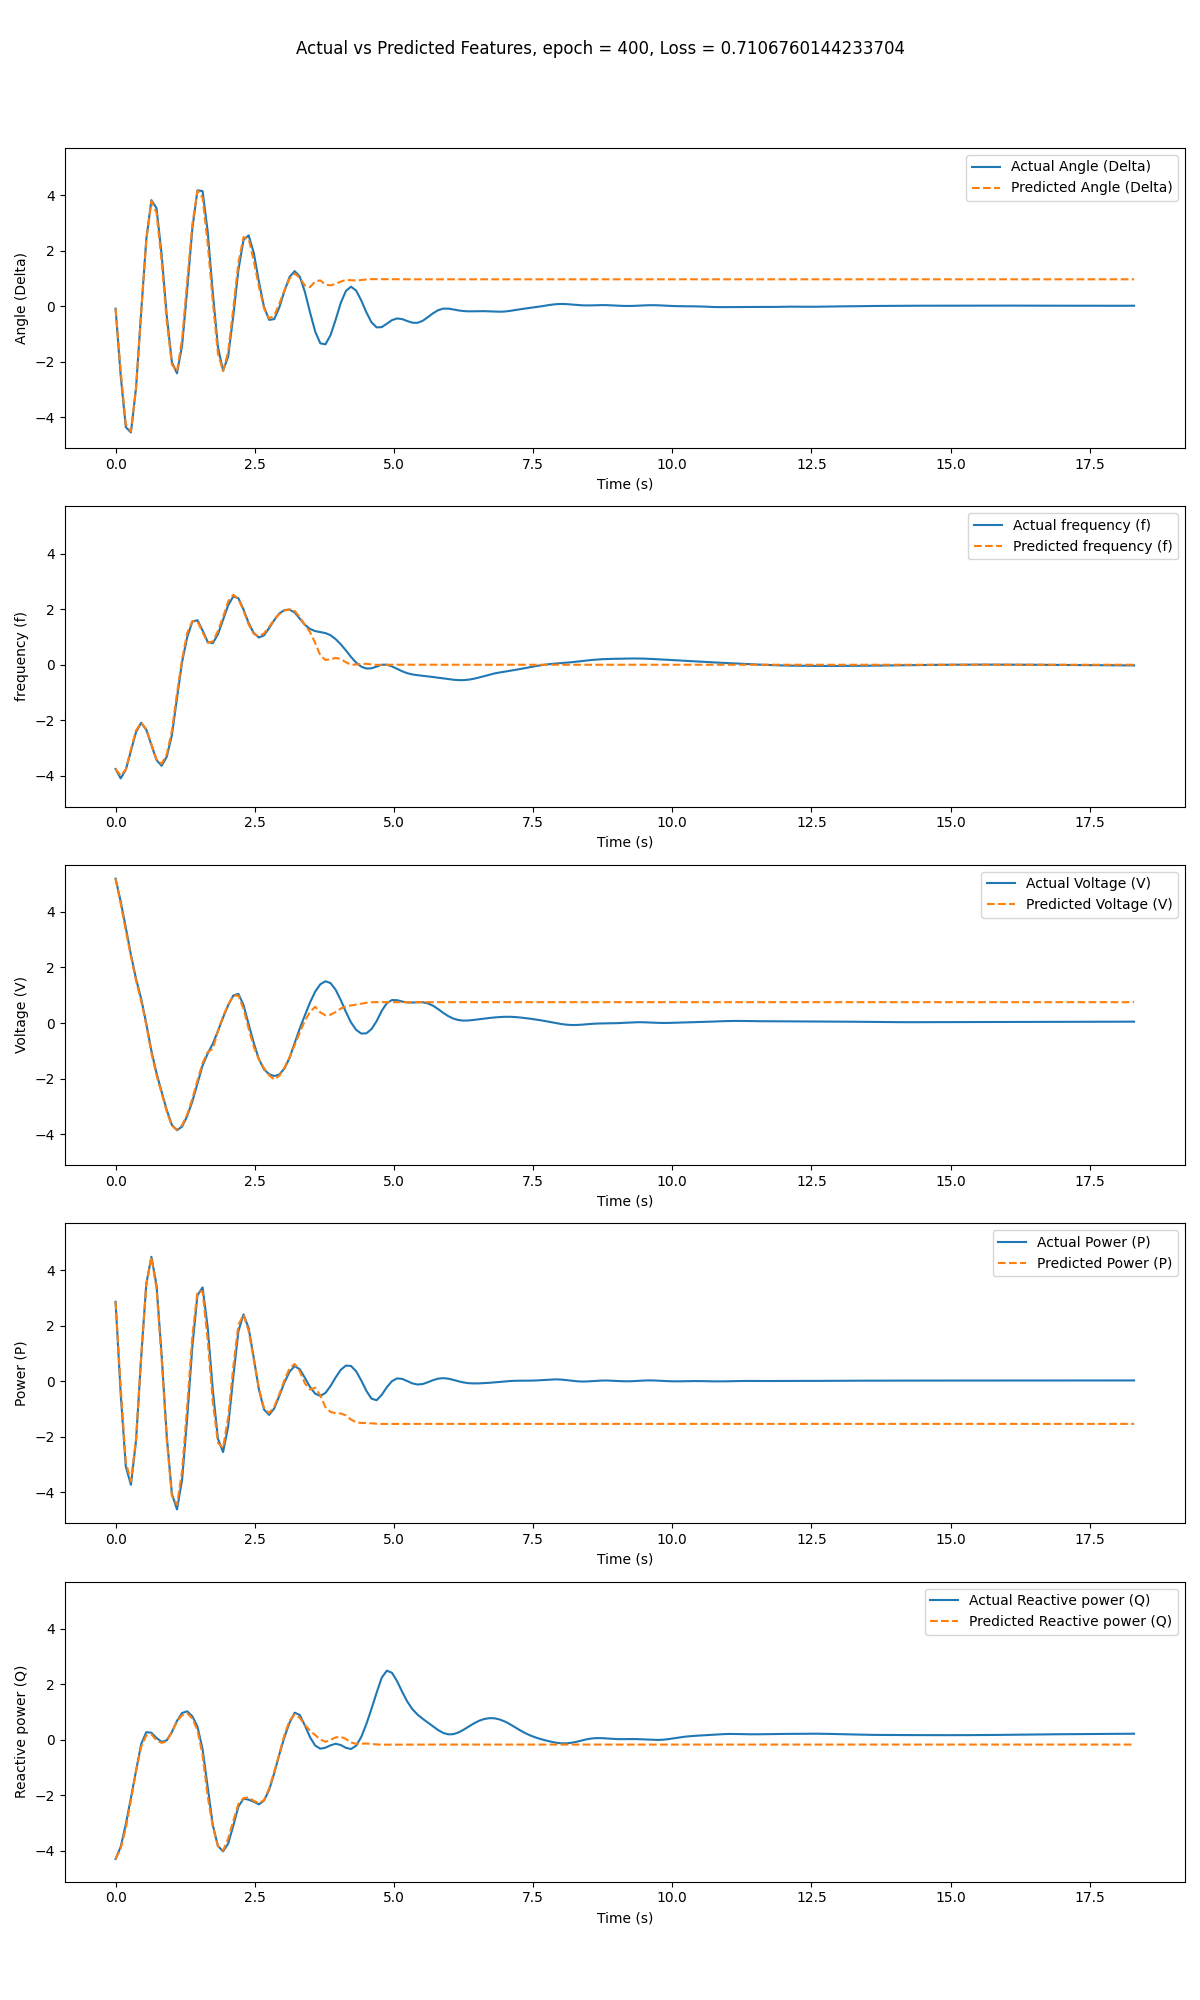 Actual vs Predicted Features, epoch = 400, Loss = 0.7106760144233704
Actual Angle (Delta)
Predicted Angle (Delta)
Angle (Delta)
4
2
0
−2
−4
0.0 2.5 5.0 7.5 10.0 12.5 15.0 17.5
Time (s)
Actual frequency (f)
Predicted frequency (f)
frequency (f)
4
2
0
−2
−4
0.0 2.5 5.0 7.5 10.0 12.5 15.0 17.5
Time (s)
Actual Voltage (V)
Predicted Voltage (V)
Voltage (V)
4
2
0
−2
−4
0.0 2.5 5.0 7.5 10.0 12.5 15.0 17.5
Time (s)
Actual Power (P)
Predicted Power (P)
Power (P)
4
2
0
−2
−4
0.0 2.5 5.0 7.5 10.0 12.5 15.0 17.5
Time (s)
Actual Reactive power (Q)
Predicted Reactive power (Q)
Reactive power (Q)
4
2
0
−2
−4
0.0 2.5 5.0 7.5 10.0 12.5 15.0 17.5
Time (s)